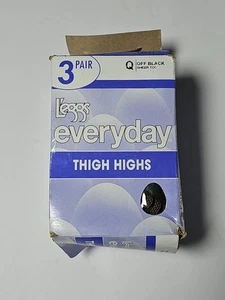 3 PAIR
Q OFF BLACK
SHEER TOE
L'eggs
everyday
THIGH HIGHS